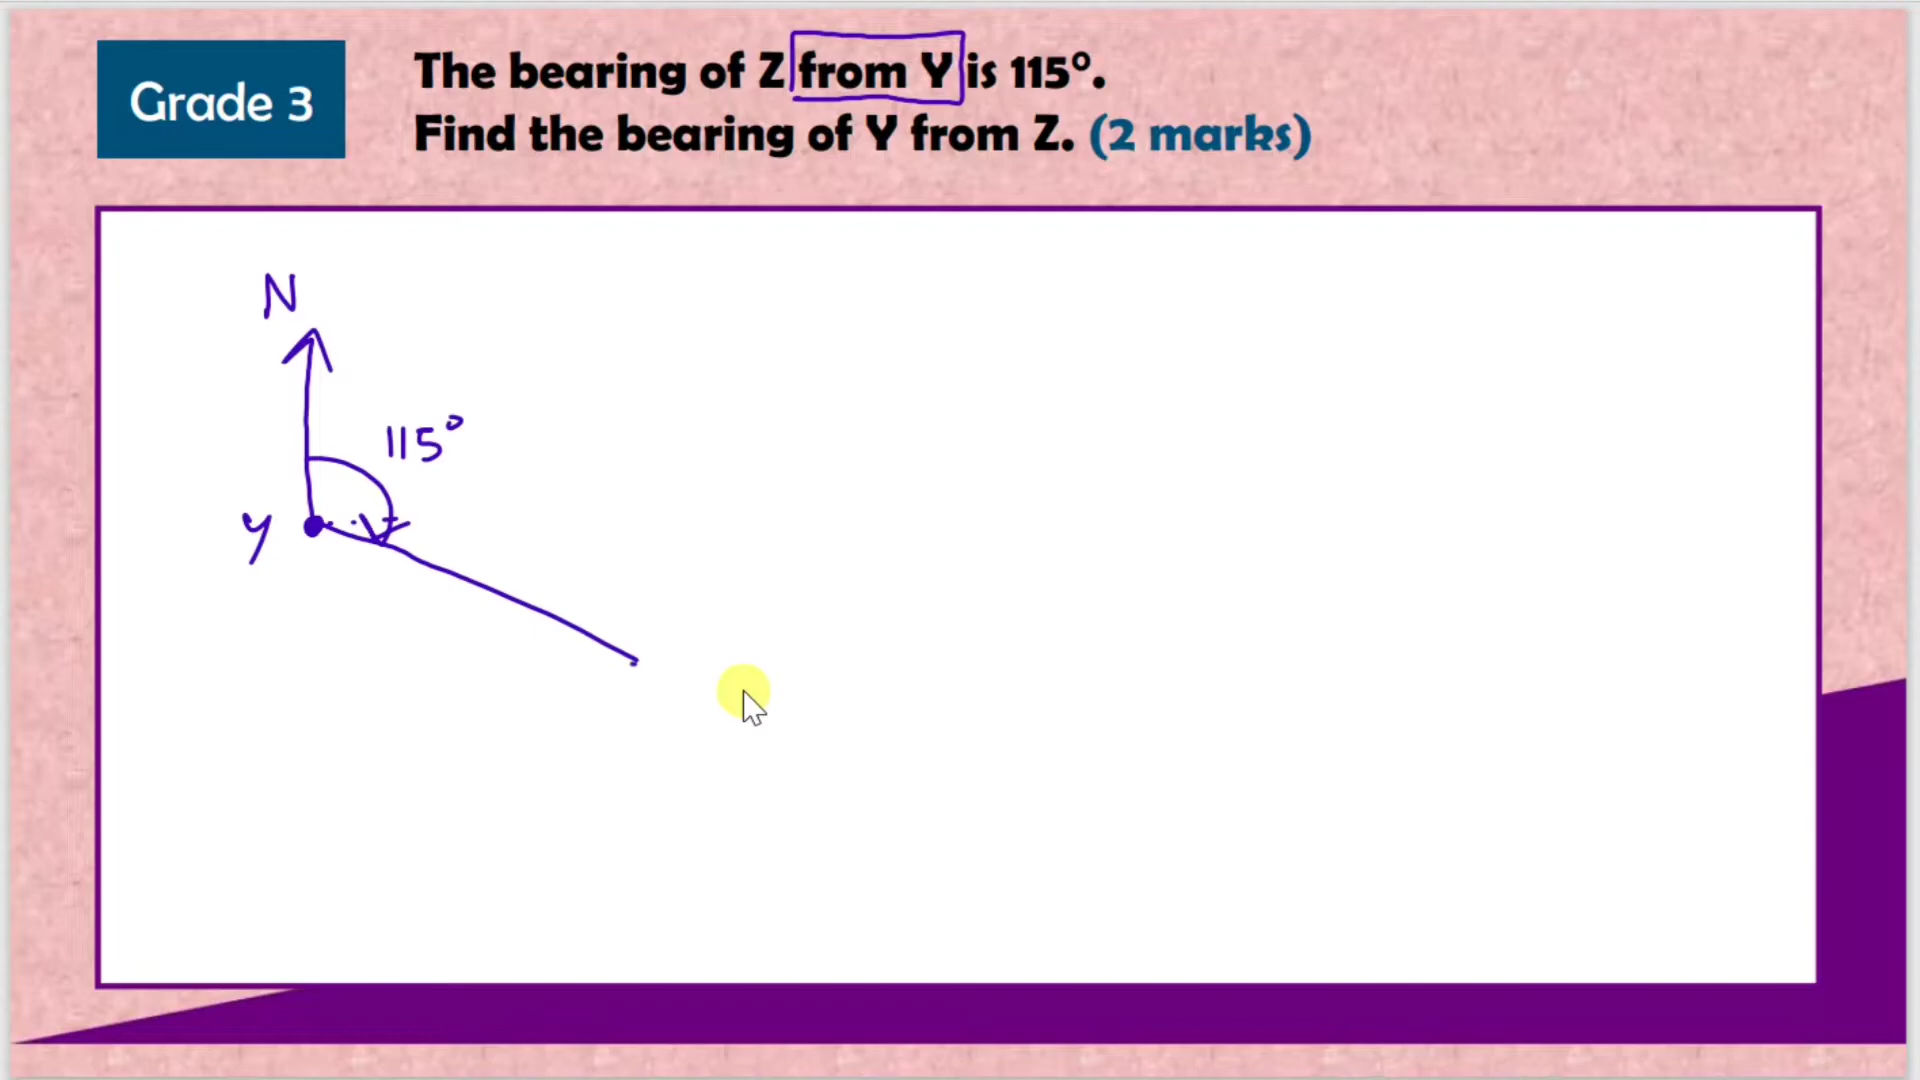 Grade 3
The bearing of Z from Y is 115°.
Find the bearing of Y from Z. (2 marks)
N
115°
Y